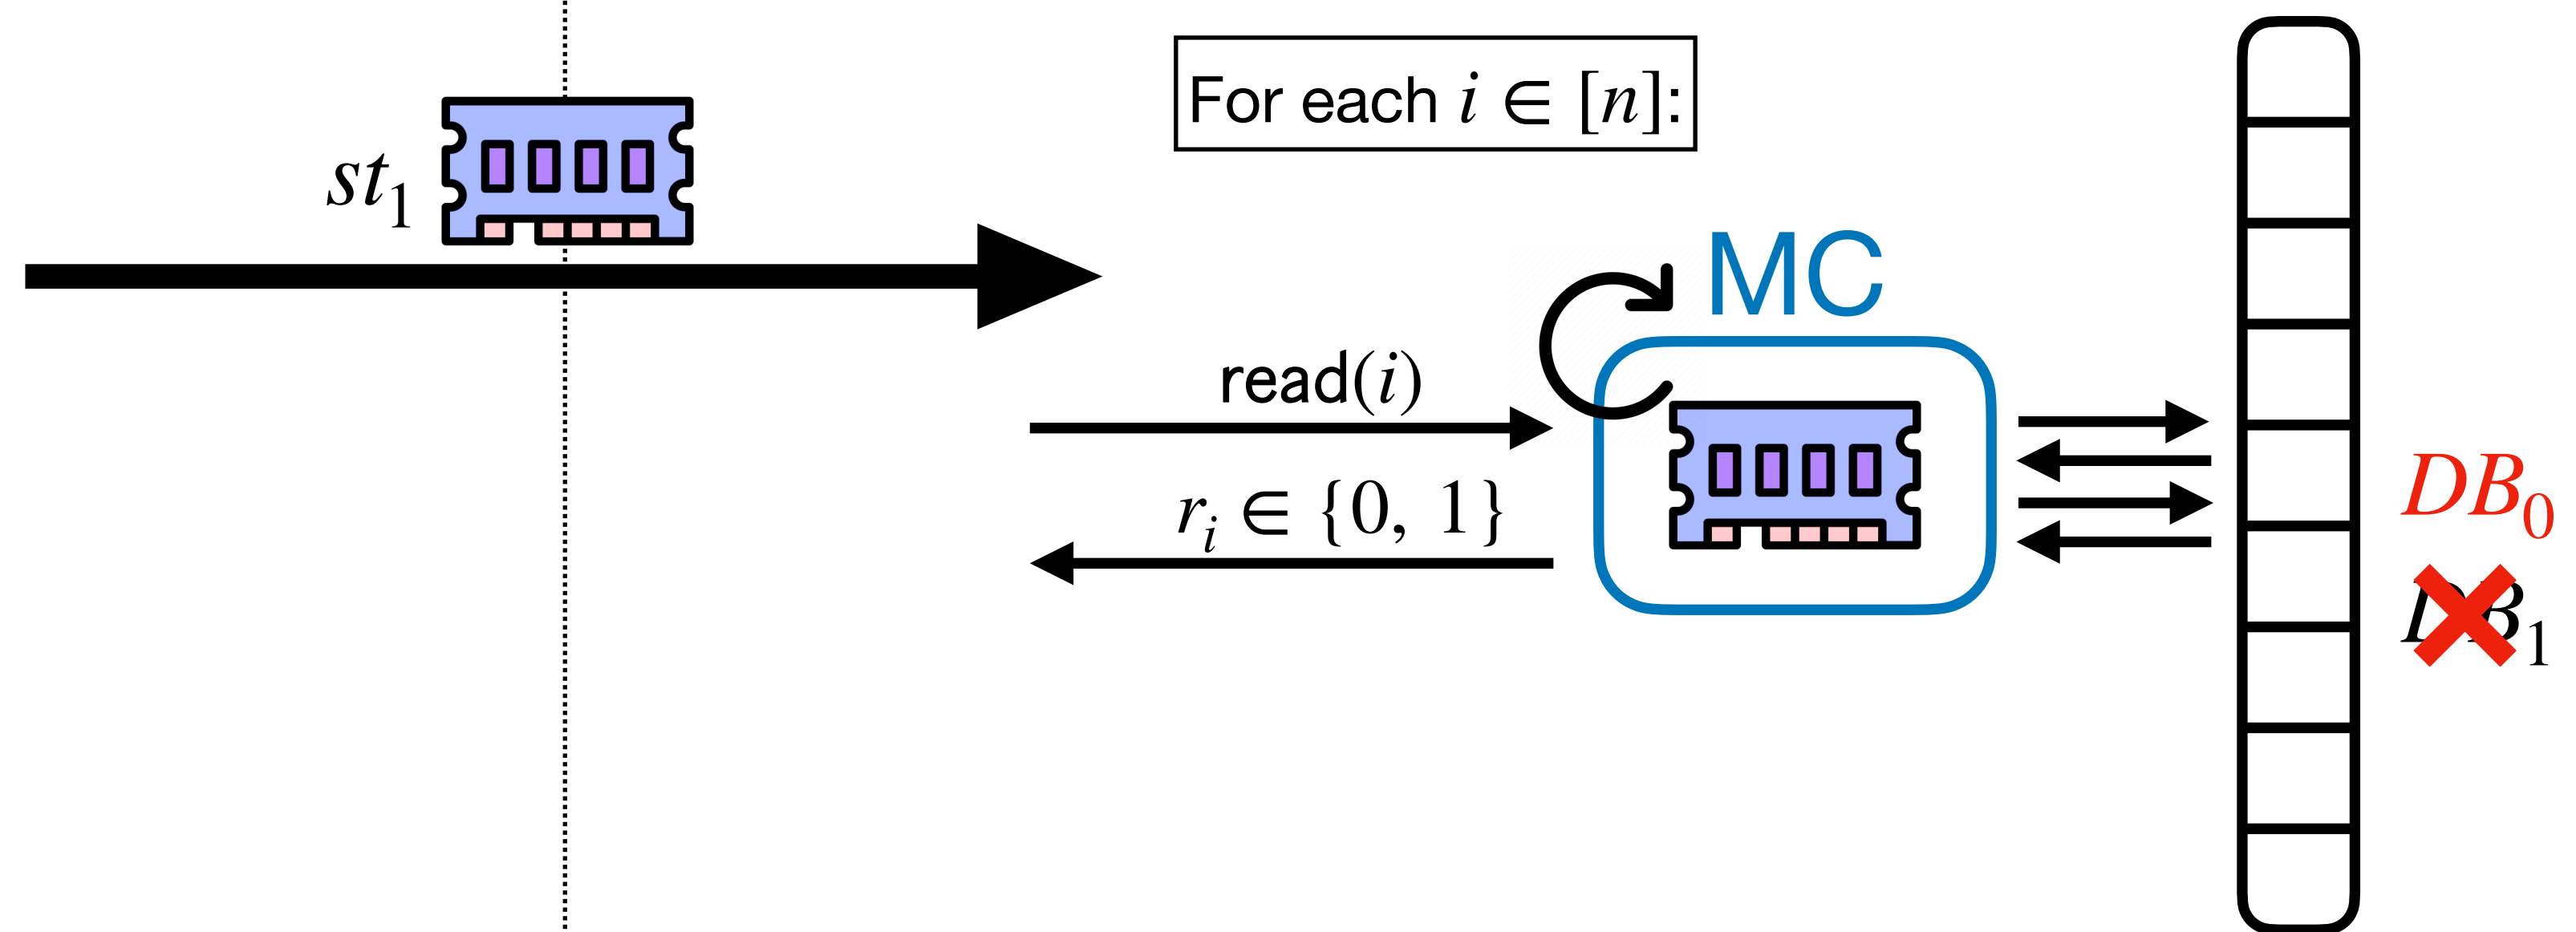 For each i ∈ [n]:
st₁
MC
read(i)
rᵢ ∈ {0, 1}
DB₀
DB₁